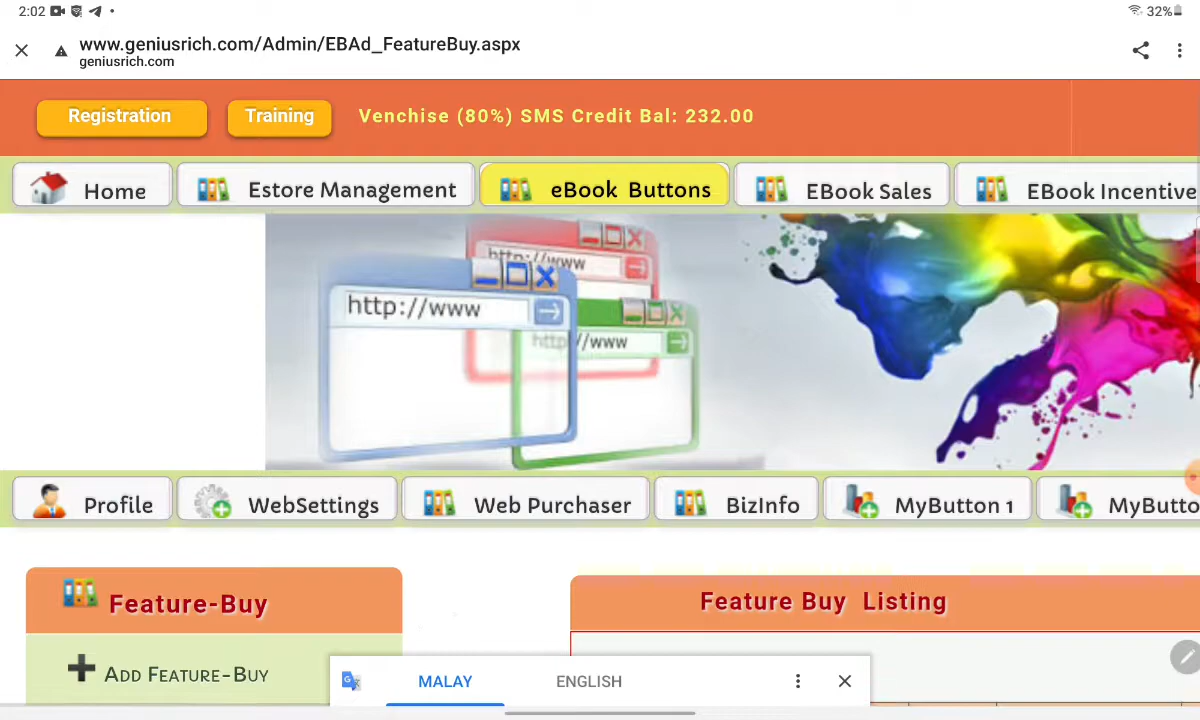 2:02
32%
www.geniusrich.com/Admin/EBAd_FeatureBuy.aspx
geniusrich.com
Registration
Training
Venchise (80%) SMS Credit Bal: 232.00
Home
Estore Management
eBook Buttons
EBook Sales
EBook Incentive
http://www
http://www
http://www
Profile
WebSettings
Web Purchaser
BizInfo
MyButton 1
MyButto
Feature-Buy
Feature Buy Listing
ADD FEATURE-BUY
MALAY
ENGLISH